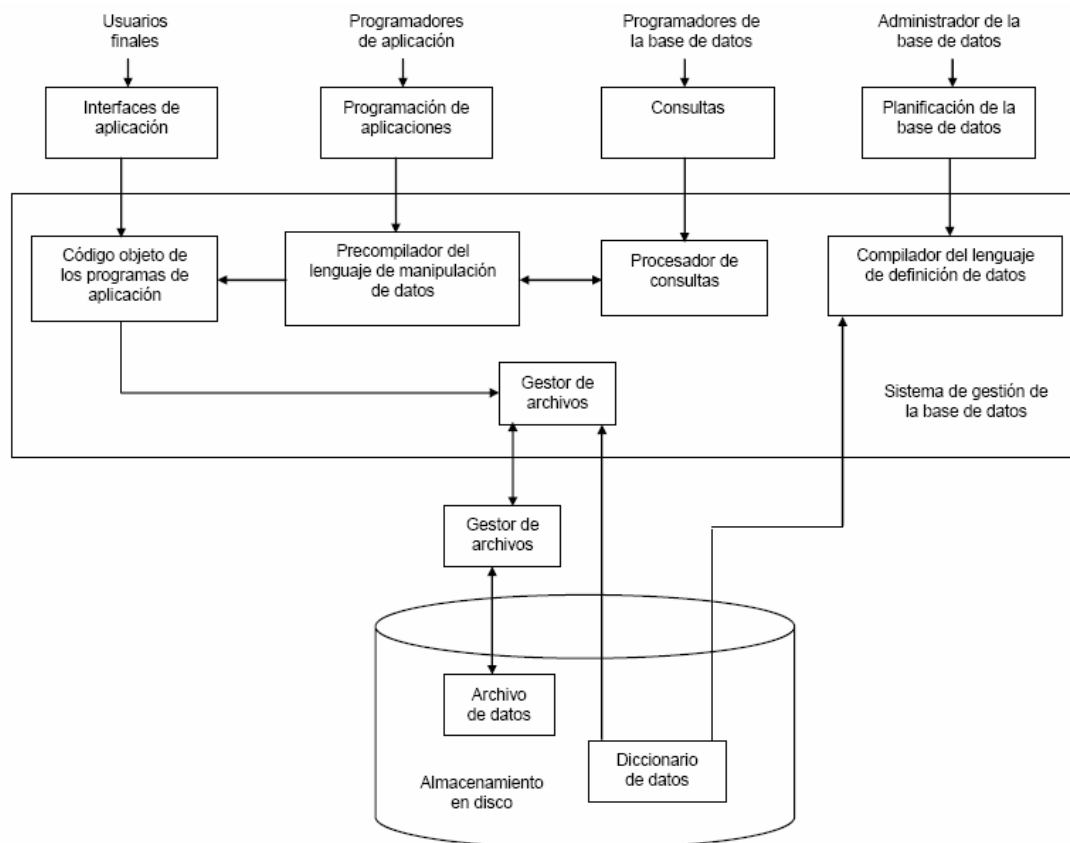 Usuarios
finales
Programadores
de aplicación
Programadores de
la base de datos
Administrador de la
base de datos
Interfaces de
aplicación
Programación de
aplicaciones
Consultas
Planificación de la
base de datos
Código objeto de
los programas de
aplicación
Precompilador del
lenguaje de manipulación
de datos
Procesador de
consultas
Compilador del lenguaje
de definición de datos
Gestor de
archivos
Sistema de gestión de
la base de datos
Gestor de
archivos
Archivo
de datos
Diccionario
de datos
Almacenamiento
en disco